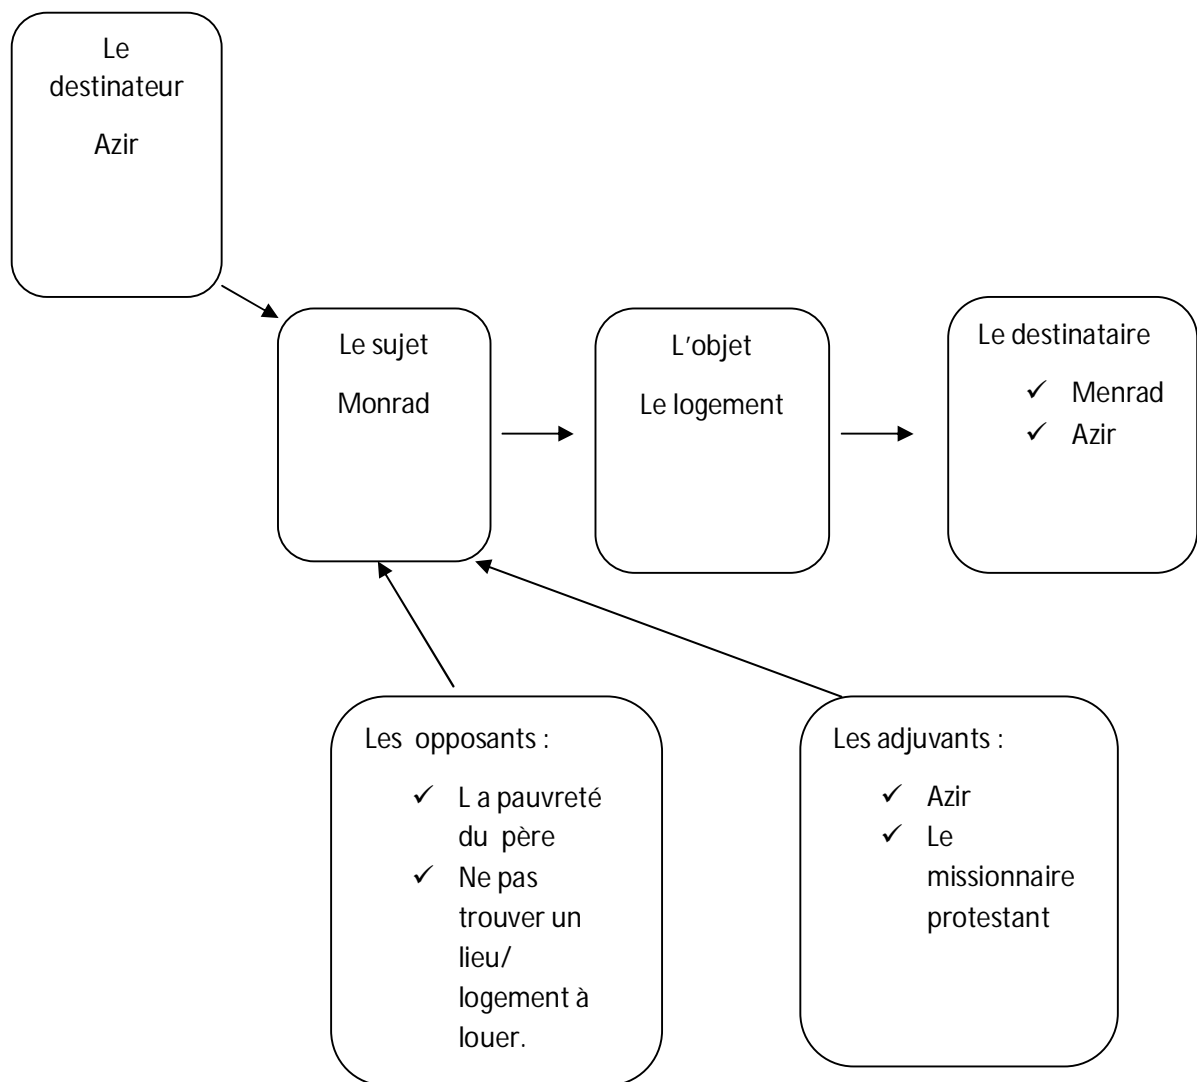 Le
destinateur
Azir
Le sujet
Monrad
L'objet
Le logement
Le destinataire
✓ Menrad
✓ Azir
Les opposants :
✓ L a pauvreté
du père
✓ Ne pas
trouver un
lieu/
logement à
louer.
Les adjuvants :
✓ Azir
✓ Le
missionnaire
protestant